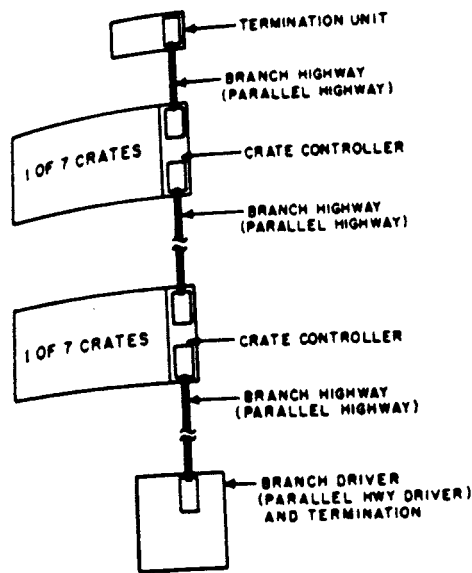 TERMINATION UNIT
BRANCH HIGHWAY
(PARALLEL HIGHWAY)
1 OF 7 CRATES
CRATE CONTROLLER
BRANCH HIGHWAY
(PARALLEL HIGHWAY)
1 OF 7 CRATES
CRATE CONTROLLER
BRANCH HIGHWAY
(PARALLEL HIGHWAY)
BRANCH DRIVER
(PARALLEL HWY DRIVER)
AND TERMINATION